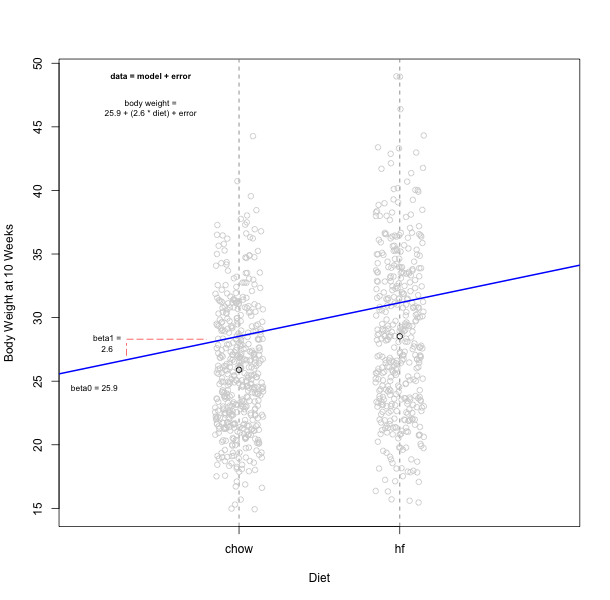 data = model + error
body weight =
25.9 + (2.6 * diet) + error
50
45
40
35
30
25
20
15
Body Weight at 10 Weeks
beta1 =
2.6
beta0 = 25.9
chow
hf
Diet